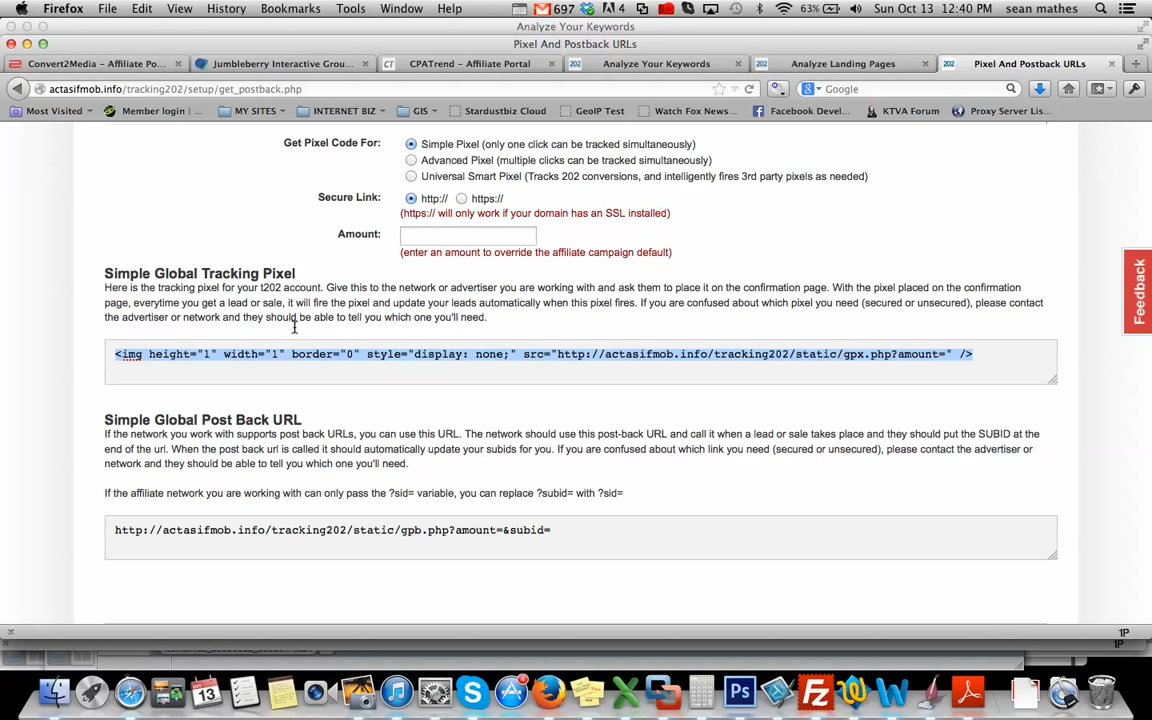 Firefox File Edit View History Bookmarks Tools Window Help 697 4 63% Sun Oct 13 12:40 PM sean mathes
Analyze Your Keywords
Pixel And Postback URLs
Convert2Media - Affiliate Po... Jumbleberry Interactive Grou... CT CPATrend - Affiliate Portal 202 Analyze Your Keywords 202 Analyze Landing Pages 202 Pixel And Postback URLs
actasifmob.info/tracking202/setup/get_postback.php Google
Most Visited Member login | ... MY SITES INTERNET BIZ GIS Stardustbiz Cloud GeoIP Test Watch Fox News... Facebook Devel... KTVA Forum Proxy Server Lis...
Get Pixel Code For: Simple Pixel (only one click can be tracked simultaneously)
Advanced Pixel (multiple clicks can be tracked simultaneously)
Universal Smart Pixel (Tracks 202 conversions, and intelligently fires 3rd party pixels as needed)
Secure Link: http:// https://
(https:// will only work if your domain has an SSL installed)
Amount:
(enter an amount to override the affiliate campaign default)
Simple Global Tracking Pixel
Here is the tracking pixel for your t202 account. Give this to the network or advertiser you are working with and ask them to place it on the confirmation page. With the pixel placed on the confirmation
page, everytime you get a lead or sale, it will fire the pixel and update your leads automatically when this pixel fires. If you are confused about which pixel you need (secured or unsecured), please contact
the advertiser or network and they should be able to tell you which one you'll need.
<img height="1" width="1" border="0" style="display: none;" src="http://actasifmob.info/tracking202/static/gpx.php?amount=" />
Simple Global Post Back URL
If the network you work with supports post back URLs, you can use this URL. The network should use this post-back URL and call it when a lead or sale takes place and they should put the SUBID at the
end of the url. When the post back url is called it should automatically update your subids for you. If you are confused about which link you need (secured or unsecured), please contact the advertiser or
network and they should be able to tell you which one you'll need.
If the affiliate network you are working with can only pass the ?sid= variable, you can replace ?subid= with ?sid=
http://actasifmob.info/tracking202/static/gpb.php?amount=&subid=
Feedback
1P
1P